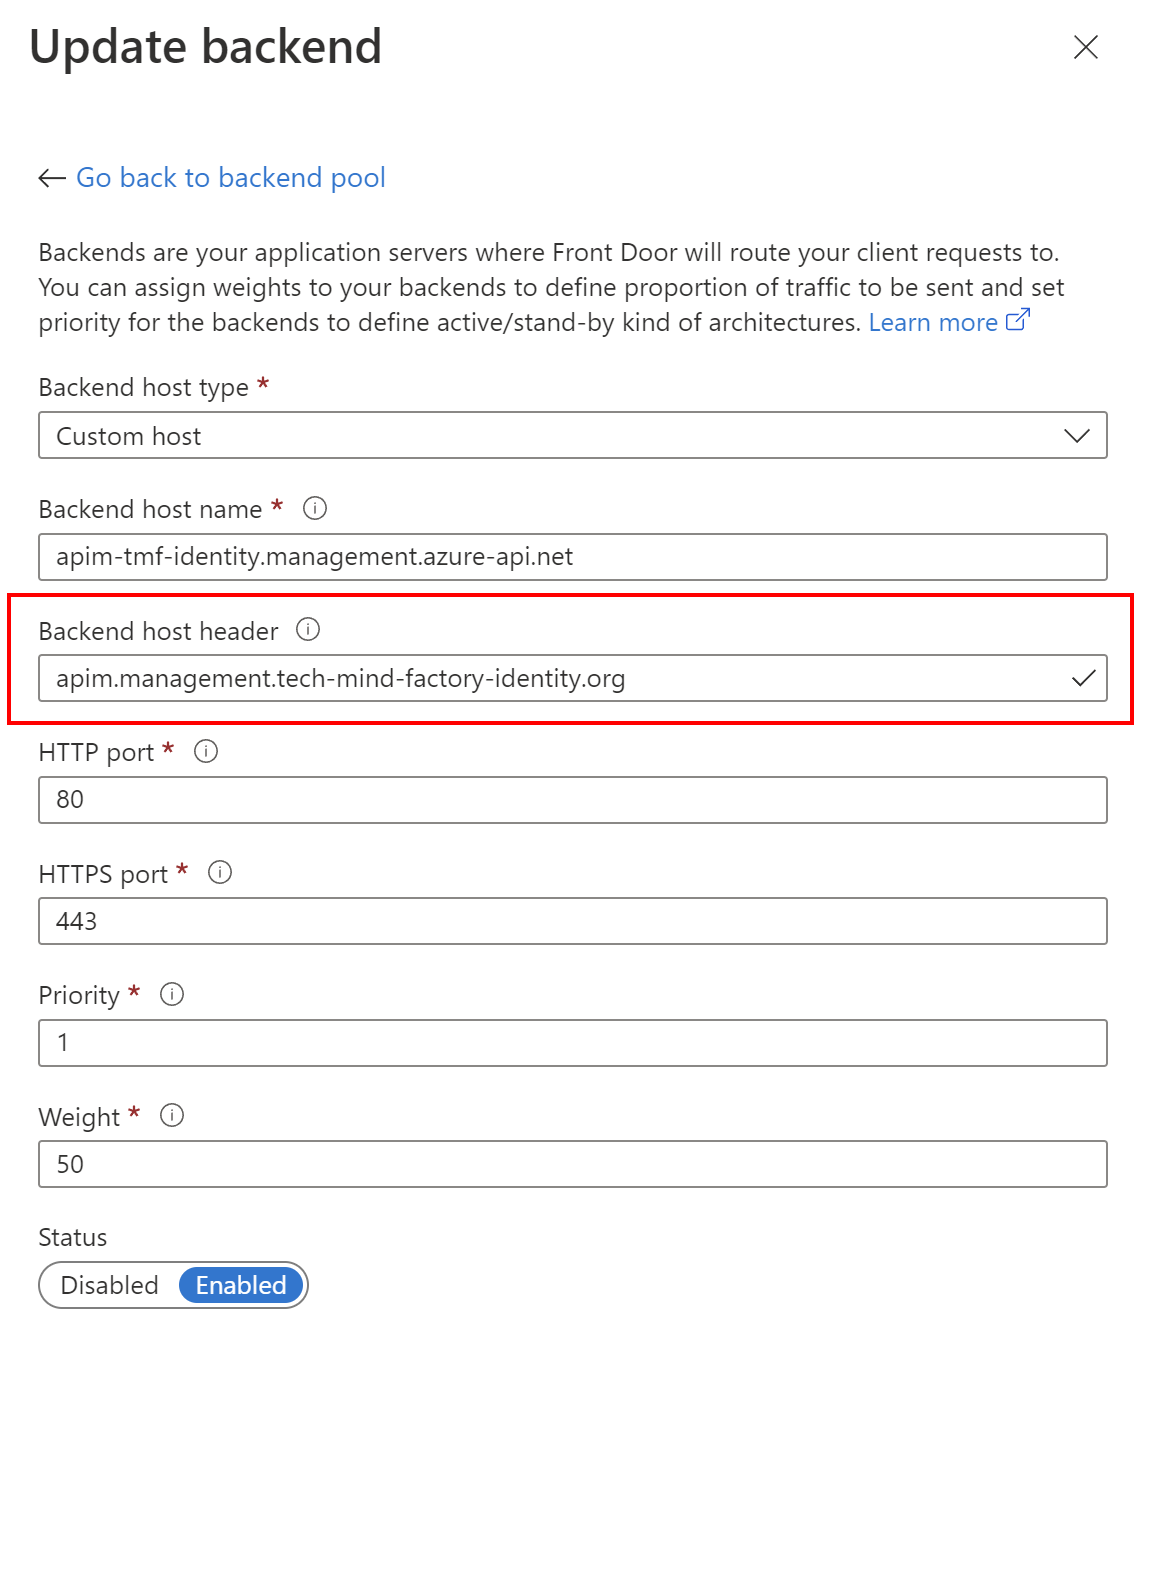 Update backend
Go back to backend pool
Backends are your application servers where Front Door will route your client requests to.
You can assign weights to your backends to define proportion of traffic to be sent and set
priority for the backends to define active/stand-by kind of architectures. Learn more
Backend host type *
Custom host
Backend host name *
apim-tmf-identity.management.azure-api.net
Backend host header
apim.management.tech-mind-factory-identity.org
HTTP port *
80
HTTPS port *
443
Priority *
1
Weight *
50
Status
Disabled Enabled